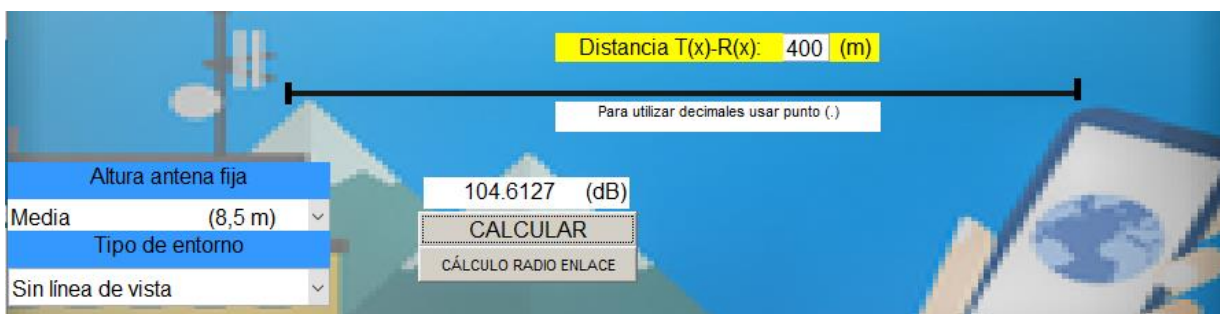 Distancia T(x)-R(x): 400 (m)
Para utilizar decimales usar punto (.)
Altura antena fija
Media (8,5 m)
Tipo de entorno
Sin línea de vista
104.6127 (dB)
CALCULAR
CÁLCULO RADIO ENLACE